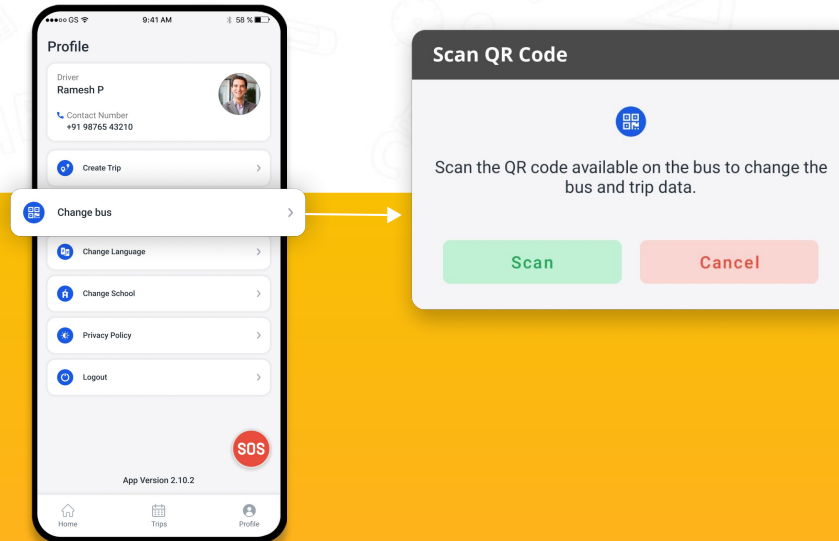 GS
9:41 AM
58 %
Profile
Driver
Ramesh P
Contact Number
+91 98765 43210
Create Trip
Change bus
Change Language
Change School
Privacy Policy
Logout
SOS
App Version 2.10.2
Home
Trips
Profile
Scan QR Code
Scan the QR code available on the bus to change the
bus and trip data.
Scan
Cancel